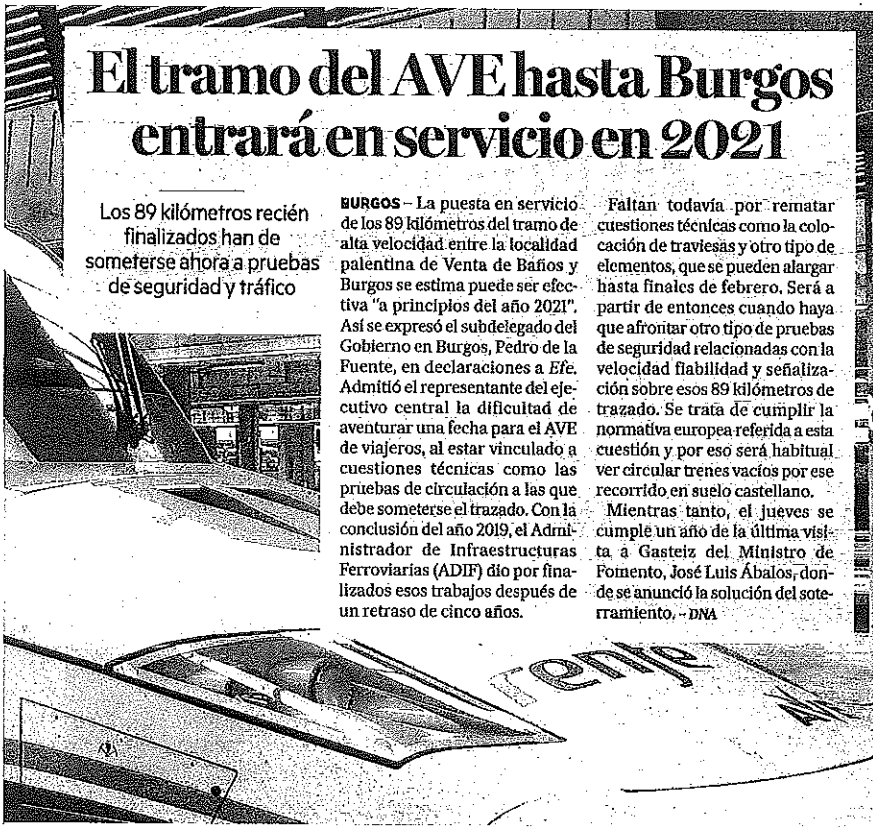 El tramo del AVE hasta Burgos
entrará en servicio en 2021
Los 89 kilómetros recién
finalizados han de
someterse ahora a pruebas
de seguridad y tráfico
BURGOS – La puesta en servicio
de los 89 kilómetros del tramo de
alta velocidad entre la localidad
palentina de Venta de Baños y
Burgos se estima puede ser efec-
tiva "a principios del año 2021".
Así se expresó el subdelegado del
Gobierno en Burgos, Pedro de la
Fuente, en declaraciones a Efe.
Admitió el representante del eje-
cutivo central la dificultad de
aventurar una fecha para el AVE
de viajeros, al estar vinculado a
cuestiones técnicas como las
pruebas de circulación a las que
debe someterse el trazado. Con la
conclusión del año 2019, el Admi-
nistrador de Infraestructuras
Ferroviarias (ADIF) dio por fina-
lizados esos trabajos después de
un retraso de cinco años.
Faltan todavía por rematar
cuestiones técnicas como la colo-
cación de traviesas y otro tipo de
elementos, que se pueden alargar
hasta finales de febrero. Será a
partir de entonces cuando haya
que afrontar otro tipo de pruebas
de seguridad relacionadas con la
velocidad fiabilidad y señaliza-
ción sobre esos 89 kilómetros de
trazado. Se trata de cumplir la
normativa europea referida a esta
cuestión y por eso será habitual
ver circular trenes vacíos por ese
recorrido en suelo castellano.
Mientras tanto, el jueves se
cumple un año de la última visi-
ta a Gasteiz del Ministro de
Fomento, José Luis Ábalos, don-
de se anunció la solución del sote-
rramiento. – DNA
renfe
AVE